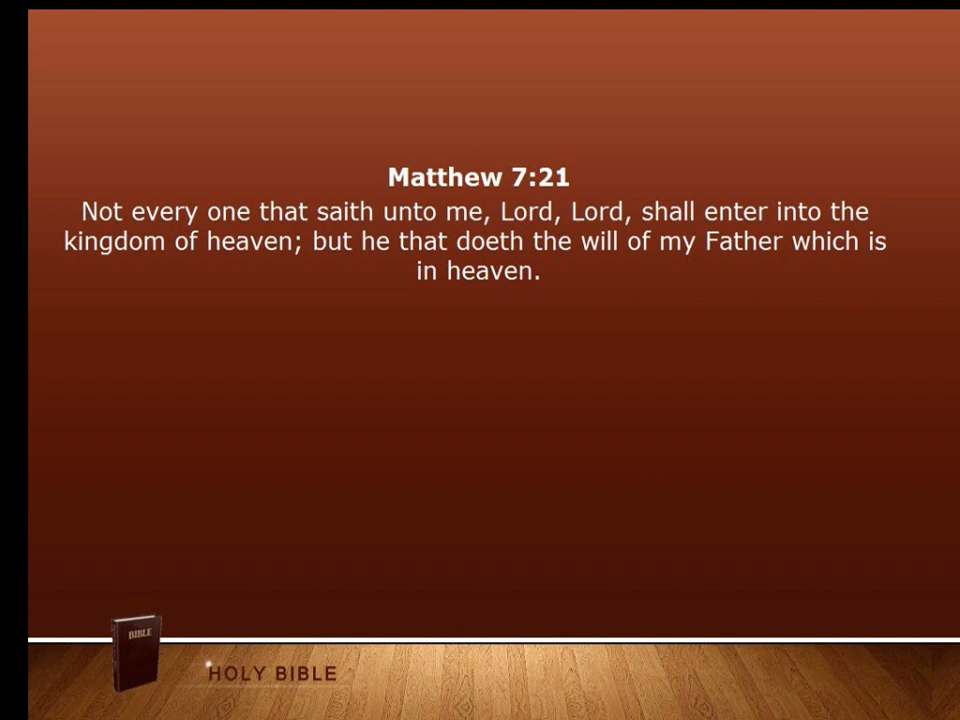 Matthew 7:21
Not every one that saith unto me, Lord, Lord, shall enter into the
kingdom of heaven; but he that doeth the will of my Father which is
in heaven.
BIBLE
HOLY BIBLE